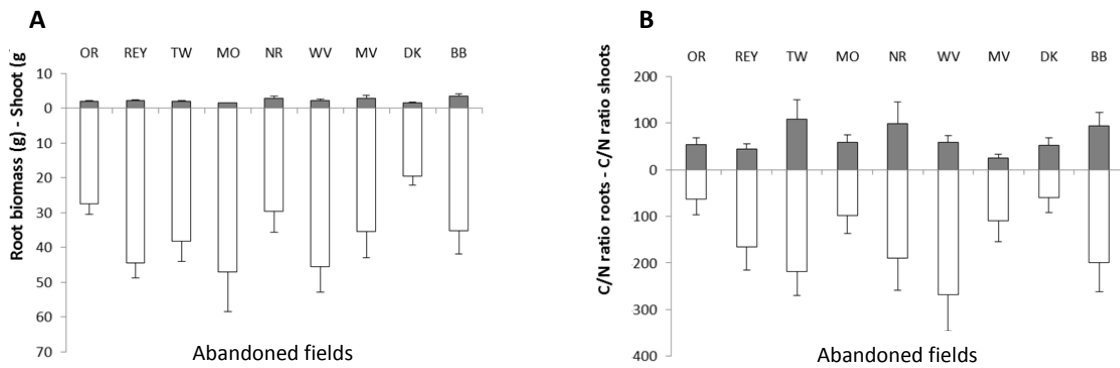 A
OR REY TW MO NR WV MV DK BB
10
0
10
20
30
40
50
60
70
Root biomass (g) - Shoot (g
Abandoned fields
B
OR REY TW MO NR WV MV DK BB
200
100
0
100
200
300
400
C/N ratio roots - C/N ratio shoots
Abandoned fields